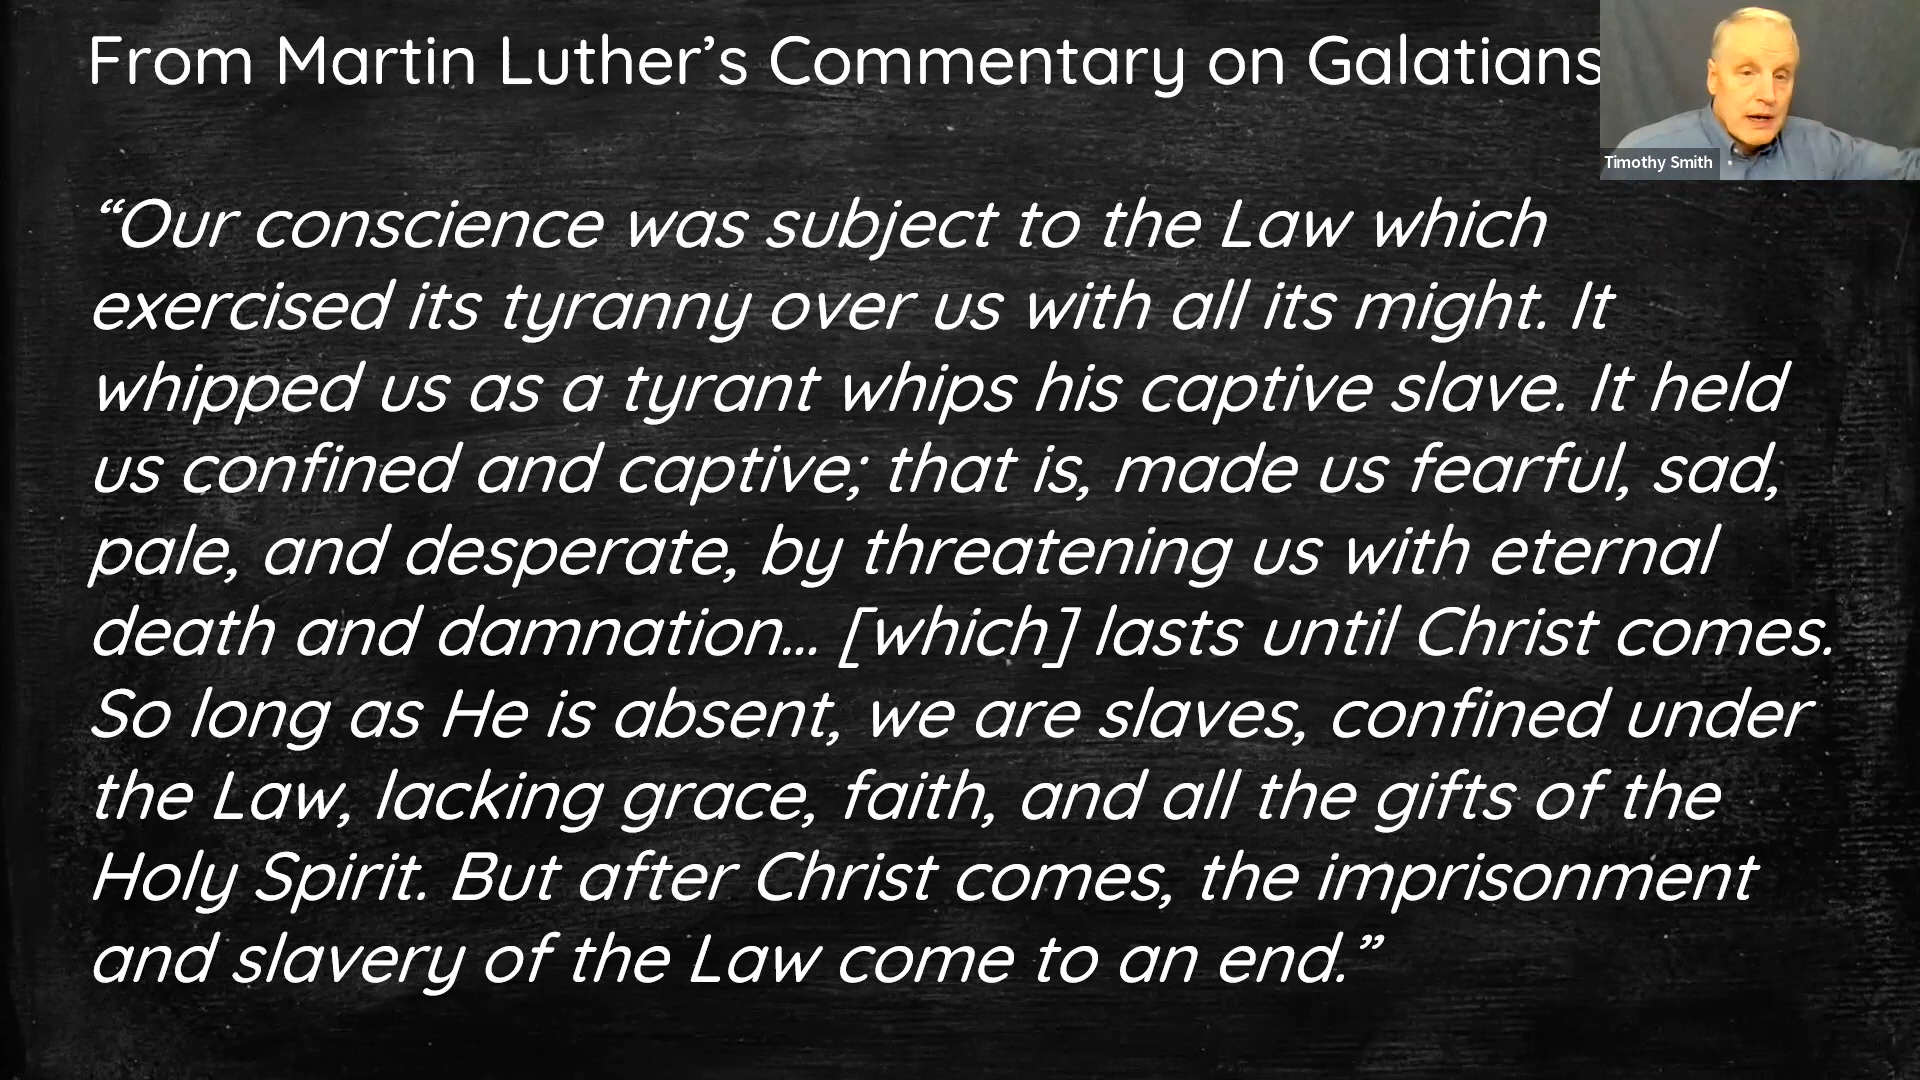 From Martin Luther’s Commentary on Galatians
Timothy Smith
“Our conscience was subject to the Law which
exercised its tyranny over us with all its might. It
whipped us as a tyrant whips his captive slave. It held
us confined and captive; that is, made us fearful, sad,
pale, and desperate, by threatening us with eternal
death and damnation... [which] lasts until Christ comes.
So long as He is absent, we are slaves, confined under
the Law, lacking grace, faith, and all the gifts of the
Holy Spirit. But after Christ comes, the imprisonment
and slavery of the Law come to an end.”